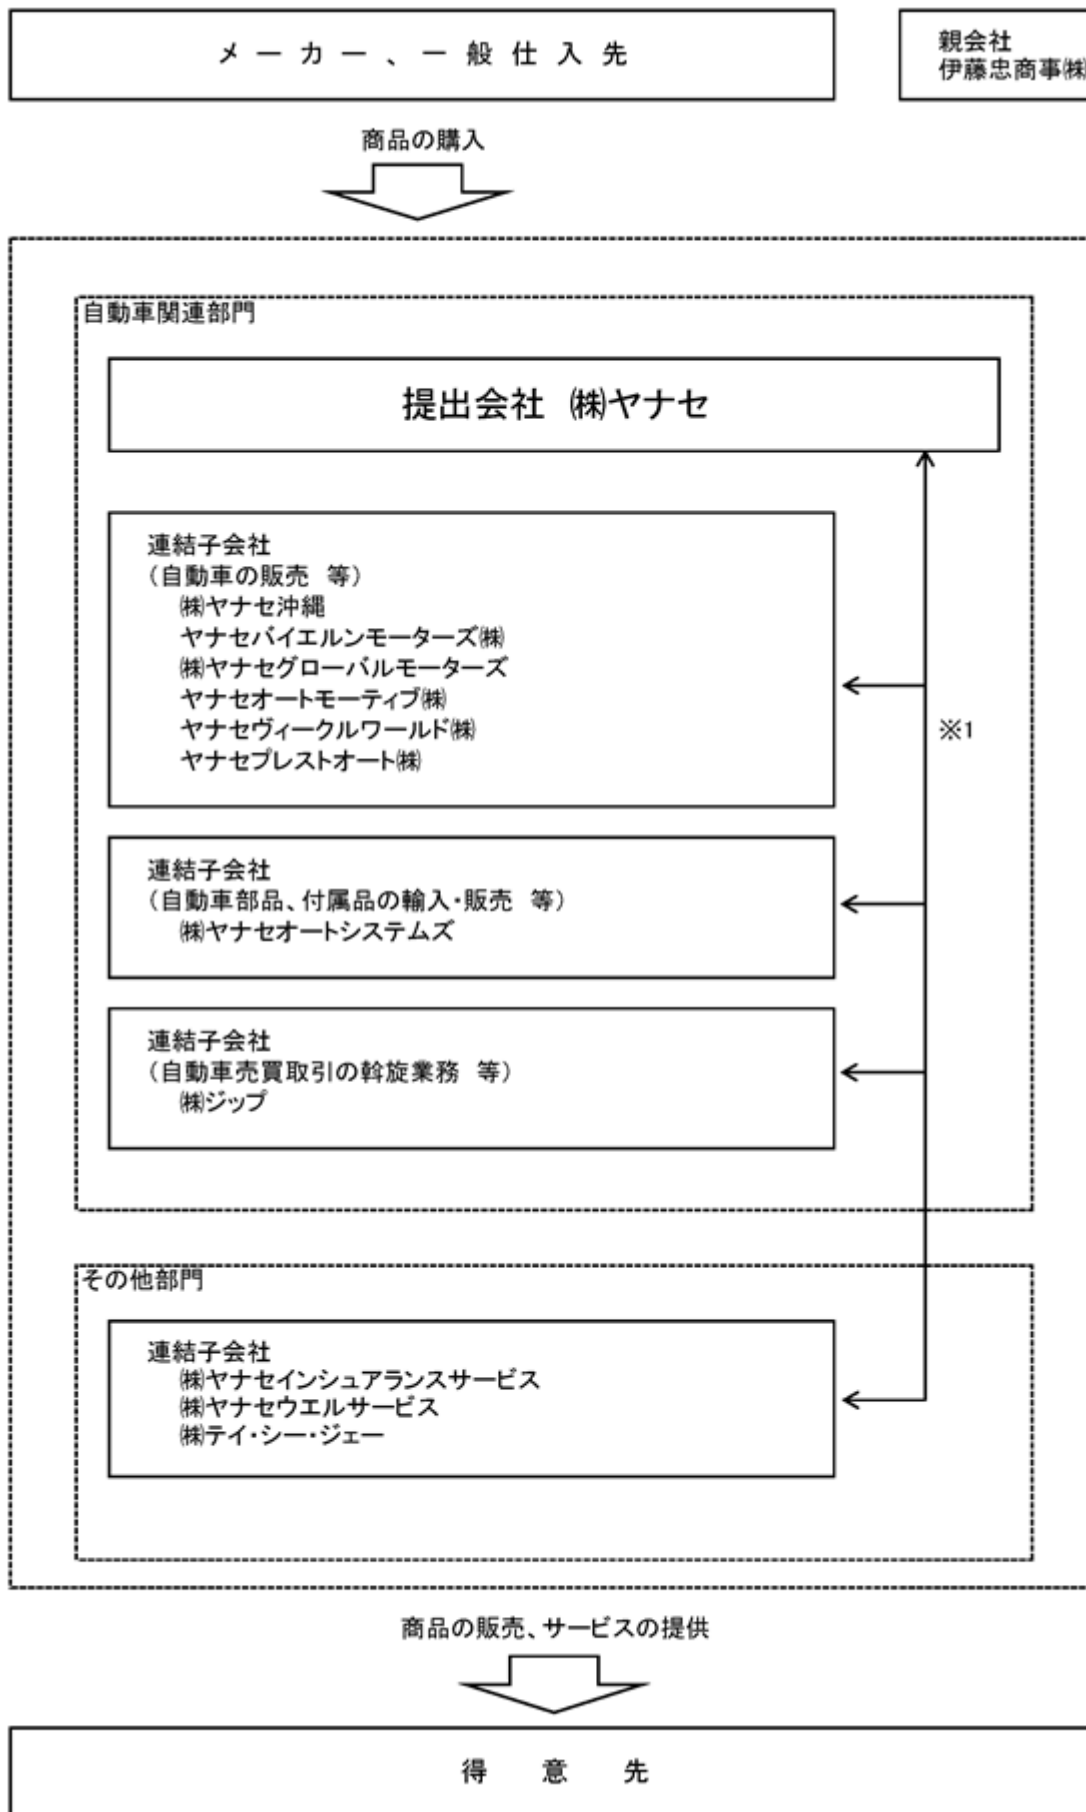 メーカー、一般仕入先
親会社
伊藤忠商事㈱
商品の購入
自動車関連部門
提出会社 ㈱ヤナセ
連結子会社
（自動車の販売 等）
㈱ヤナセ沖縄
ヤナセバイエルンモーターズ㈱
㈱ヤナセグローバルモーターズ
ヤナセオートモーティブ㈱
ヤナセヴィークルワールド㈱
ヤナセプレストオート㈱
※1
連結子会社
（自動車部品、付属品の輸入・販売 等）
㈱ヤナセオートシステムズ
連結子会社
（自動車売買取引の斡旋業務 等）
㈱ジップ
その他部門
連結子会社
㈱ヤナセインシュアランスサービス
㈱ヤナセウエルサービス
㈱テイ・シー・ジェー
商品の販売、サービスの提供
得意先